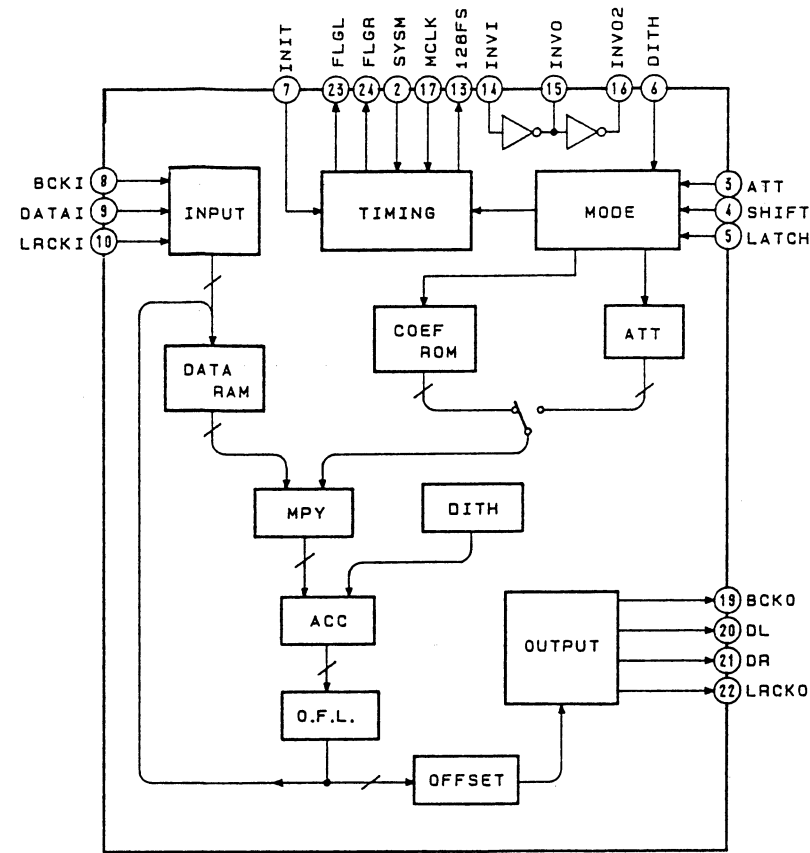 INIT
FLGL
FLGR
SYSM
MCLK
128FS
INVI
INVO
INVO2
DITH
7
23
24
2
17
13
14
15
16
6
BCKI 8
DATAI 9
LRCKI 10
INPUT
TIMING
MODE
3 ATT
4 SHIFT
5 LATCH
COEF
ROM
ATT
DATA
RAM
MPY
DITH
ACC
OUTPUT
19 BCKO
20 DL
21 DR
22 LRCKO
O.F.L.
OFFSET